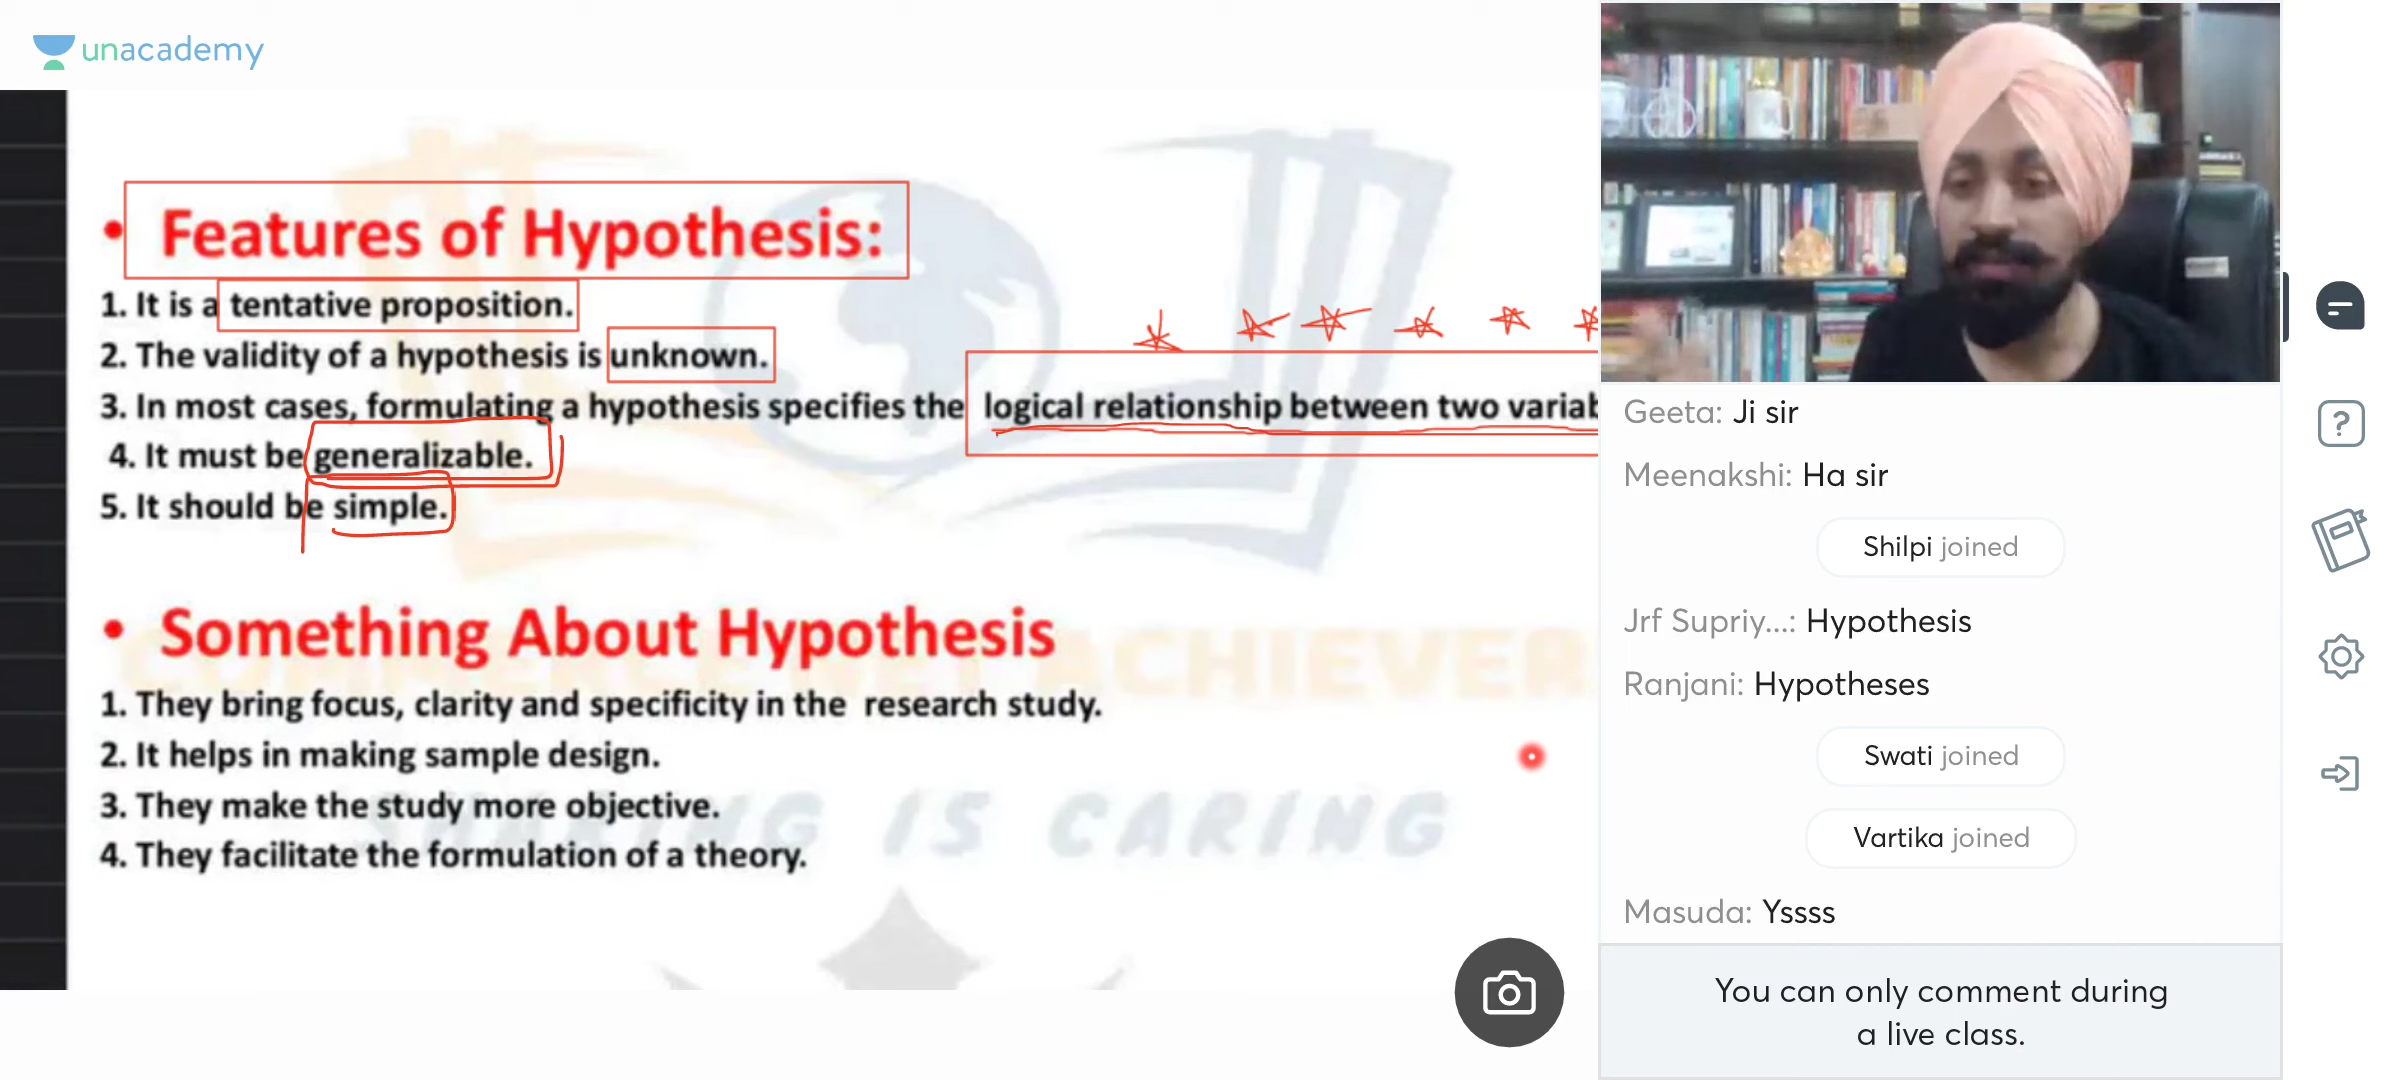 unacademy
• Features of Hypothesis:
1. It is a tentative proposition.
2. The validity of a hypothesis is unknown.
3. In most cases, formulating a hypothesis specifies the logical relationship between two variab
4. It must be generalizable.
5. It should be simple.
• Something About Hypothesis
1. They bring focus, clarity and specificity in the research study.
2. It helps in making sample design.
3. They make the study more objective.
4. They facilitate the formulation of a theory.
ACHIEVER
IS CARING
Geeta: Ji sir
Meenakshi: Ha sir
Shilpi joined
Jrf Supriy...: Hypothesis
Ranjani: Hypotheses
Swati joined
Vartika joined
Masuda: Yssss
You can only comment during
a live class.